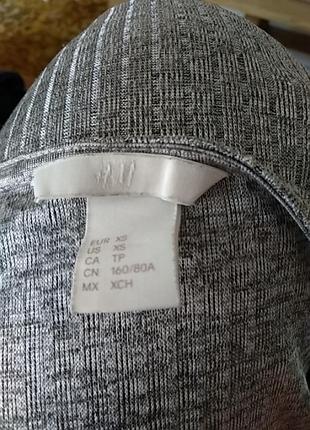 H&M
EUR XS
US XS
CA TP
CN 160/80A
MX XCH